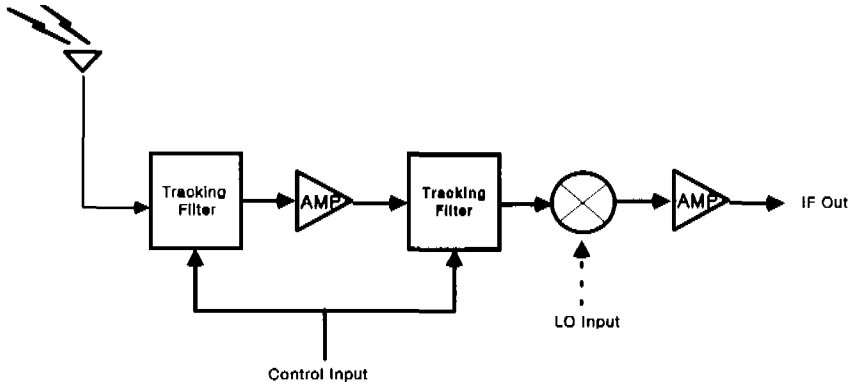 Tracking
Filter
AMP
Tracking
Filter
AMP
IF Out
LO Input
Control Input